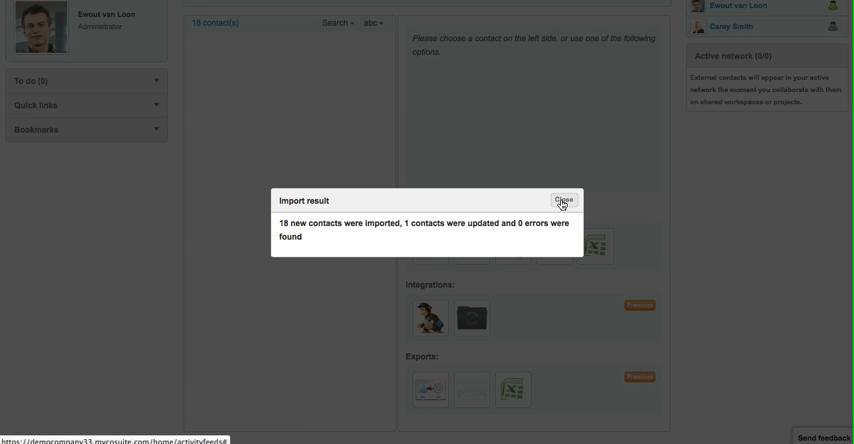 Ewout van Loon
Administrator
To do (0)
Quick links
Bookmarks
18 contact(s)
Search
abc
Please choose a contact on the left side, or use one of the following
options.
Import result
Close
18 new contacts were imported, 1 contacts were updated and 0 errors were
found
Integrations:
Premium
Exports:
Premium
Ewout van Loon
Carey Smith
Active network (0/0)
External contacts will appear in your active
network the moment you collaborate with them
on shared workspaces or projects.
Send feedback
https://democompany33.mycosuite.com/home/activityfeeds#